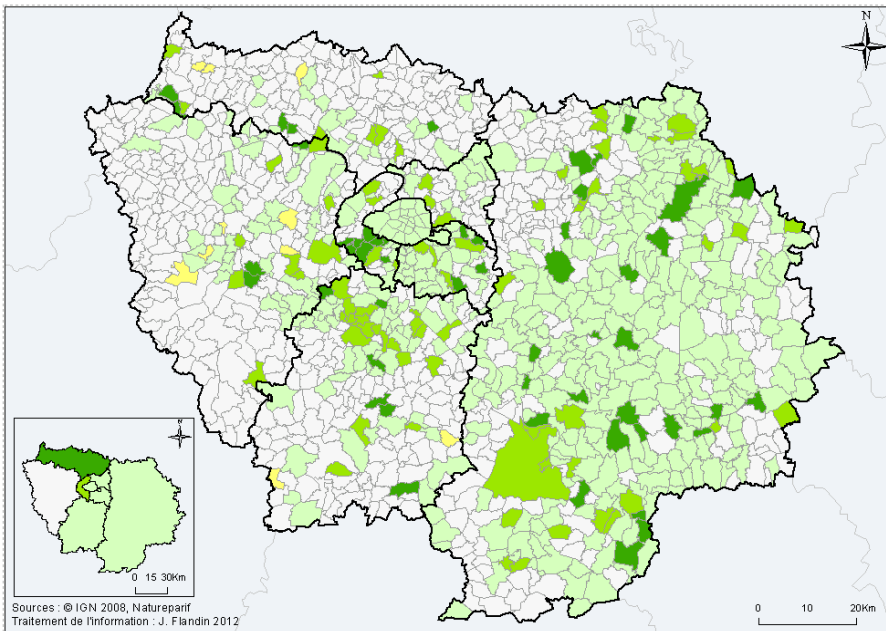 N
N
0 15 30Km
Sources : © IGN 2008, Natureparif
Traitement de l'information : J. Flandin 2012
0 10 20Km